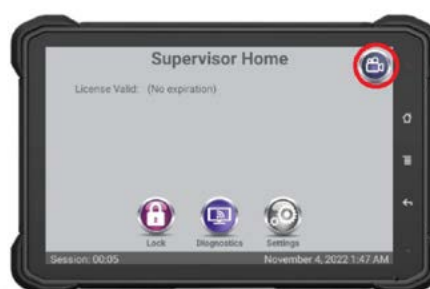 Supervisor Home
License Valid: (No expiration)
Lock
Diagnostics
Settings
Session: 00:05
November 4, 2022 1:47 AM